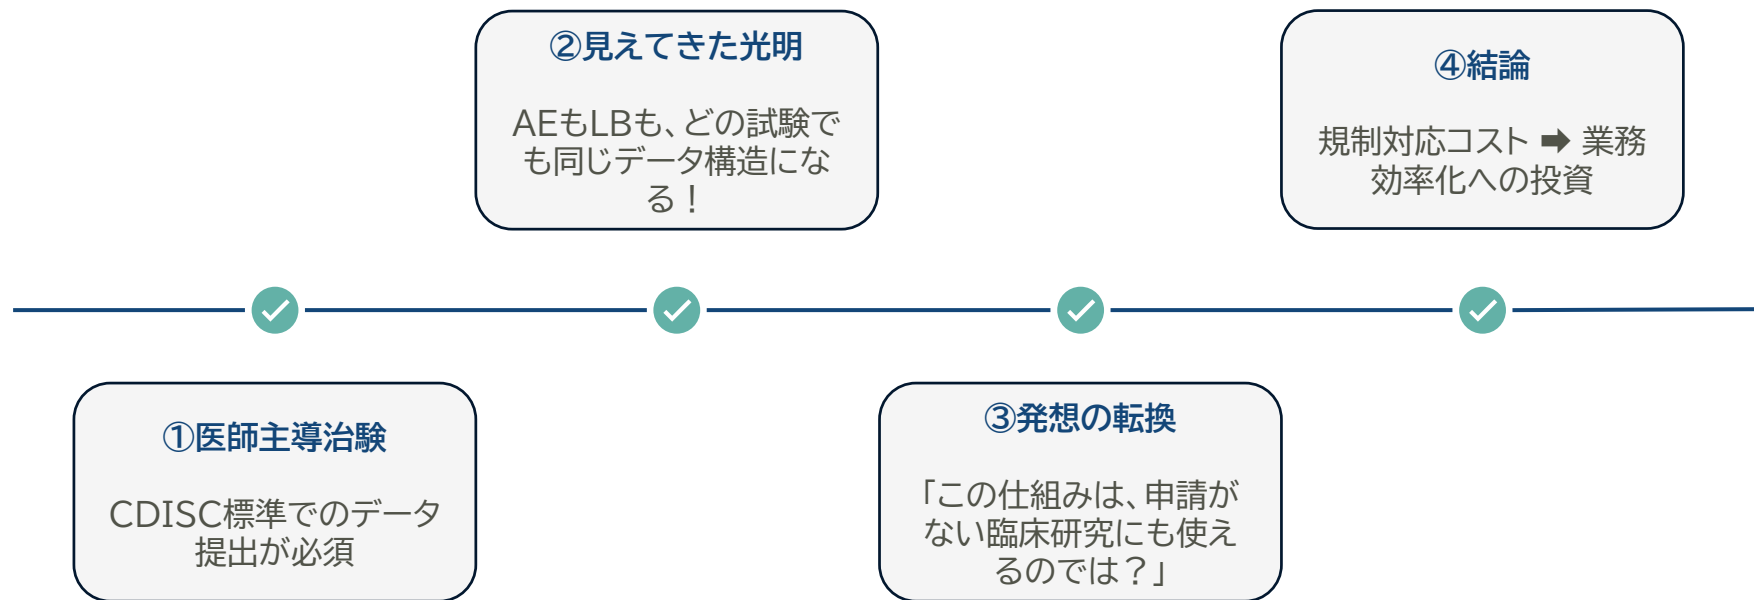 ①医師主導治験
CDISC標準でのデータ
提出が必須
②見えてきた光明
AEもLBも、どの試験で
も同じデータ構造にな
る！
③発想の転換
「この仕組みは、申請が
ない臨床研究にも使え
るのでは？」
④結論
規制対応コスト ➡ 業務
効率化への投資